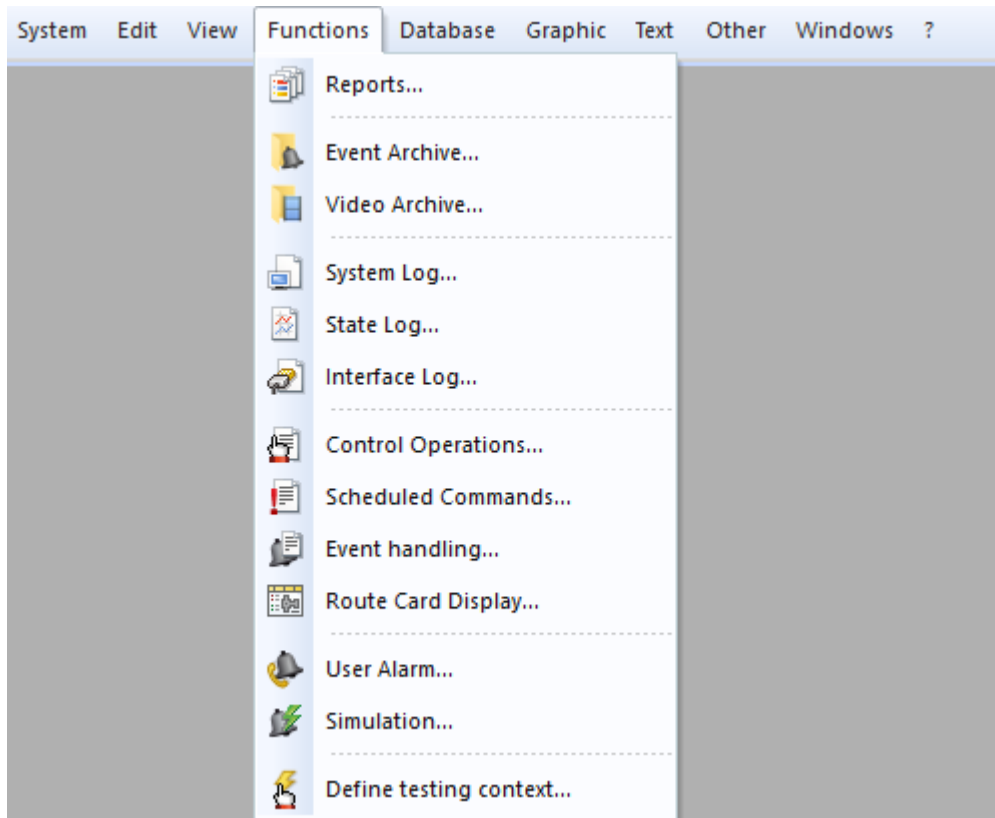 System Edit View Functions Database Graphic Text Other Windows ?
Reports...
Event Archive...
Video Archive...
System Log...
State Log...
Interface Log...
Control Operations...
Scheduled Commands...
Event handling...
Route Card Display...
User Alarm...
Simulation...
Define testing context...